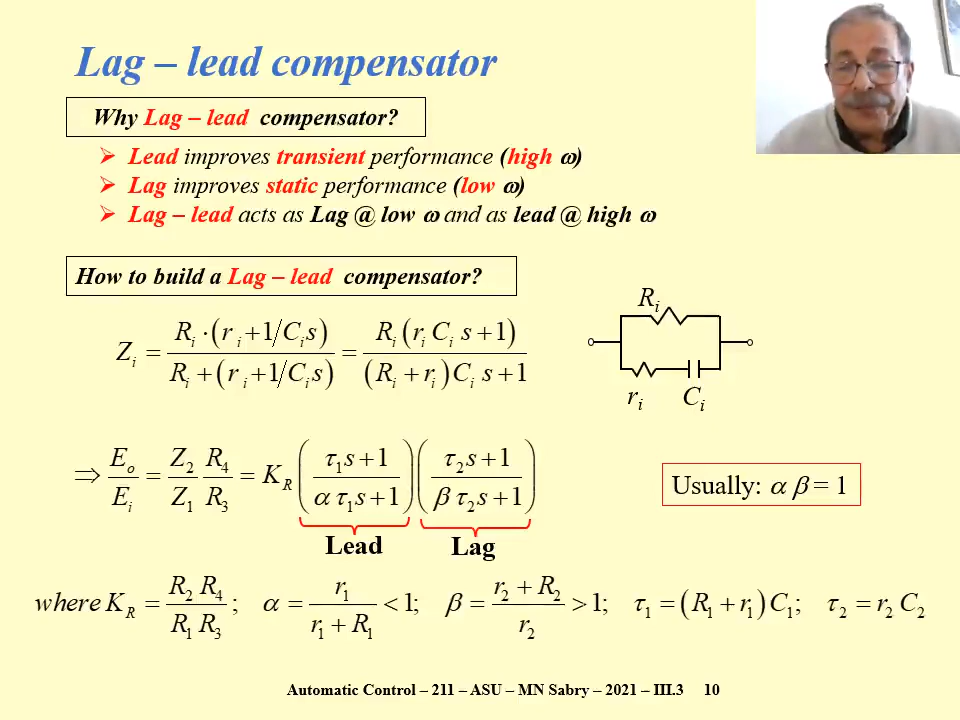 Lag – lead compensator
Why Lag – lead compensator?
➢ Lead improves transient performance (high ω)
➢ Lag improves static performance (low ω)
➢ Lag – lead acts as Lag @ low ω and as lead @ high ω
How to build a Lag – lead compensator?
Z_i = R_i · (r_i + 1/C_i s) / (R_i + (r_i + 1/C_i s)) = R_i (r_i C_i s + 1) / ((R_i + r_i) C_i s + 1)
R_i
r_i C_i
⇒ E_o/E_i = Z_2/Z_1 R_4/R_3 = K_R ((τ_1 s + 1)/(α τ_1 s + 1)) ((τ_2 s + 1)/(β τ_2 s + 1))
Lead Lag
Usually: α β = 1
where K_R = R_2 R_4 / R_1 R_3 ; α = r_1 / (r_1 + R_1) < 1; β = (r_2 + R_2) / r_2 > 1; τ_1 = (R_1 + r_1) C_1; τ_2 = r_2 C_2
Automatic Control – 211 – ASU – MN Sabry – 2021 – III.3 10